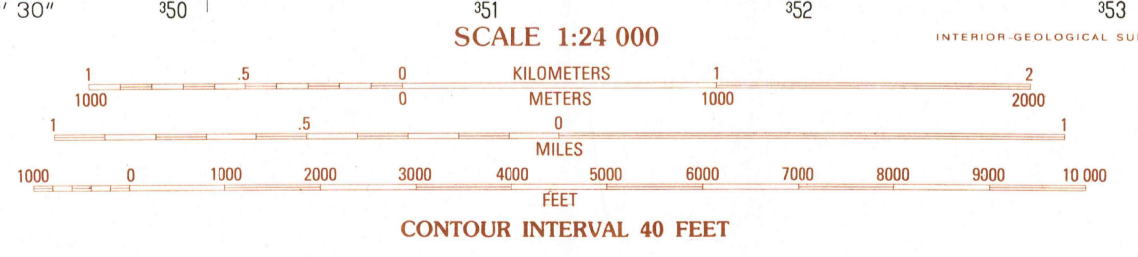 ′ 30″ ³50 ³51 ³52 ³53
SCALE 1:24 000
INTERIOR-GEOLOGICAL
1 .5 0 KILOMETERS 1 2
1000 0 METERS 1000 2000
1 .5 0 1
MILES
1000 0 1000 2000 3000 4000 5000 6000 7000 8000 9000 10 000
FEET
CONTOUR INTERVAL 40 FEET